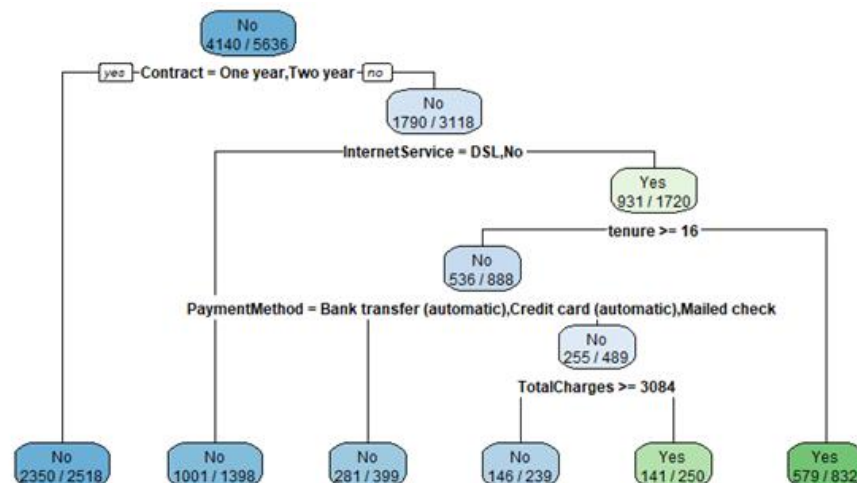 No
4140 / 5636
yes Contract = One year,Two year no
No
1790 / 3118
InternetService = DSL,No
Yes
931 / 1720
tenure >= 16
No
536 / 888
PaymentMethod = Bank transfer (automatic),Credit card (automatic),Mailed check
No
255 / 489
TotalCharges >= 3084
No
2350 / 2518
No
1001 / 1398
No
281 / 399
No
146 / 239
Yes
141 / 250
Yes
579 / 832